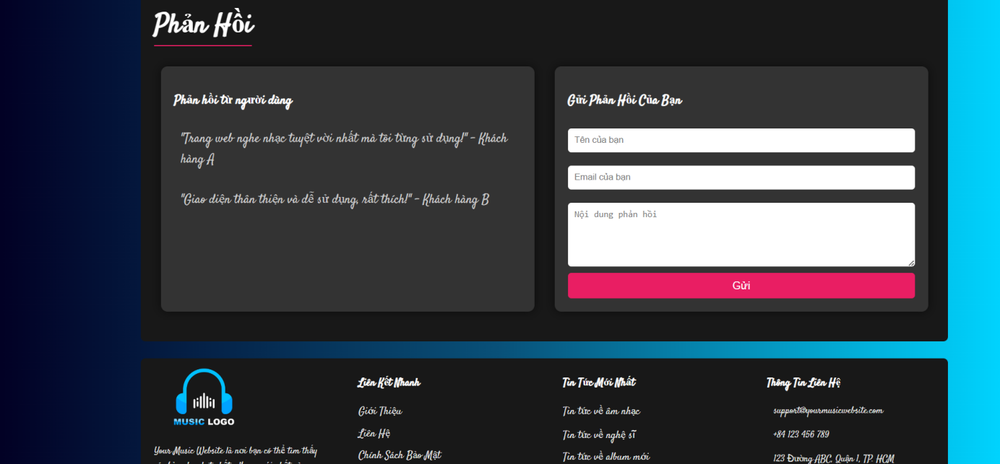 Phản Hồi
Phản hồi từ người dùng
"Trang web nghe nhạc tuyệt vời nhất mà tôi từng sử dụng!" - Khách
hàng A
"Giao diện thân thiện và dễ sử dụng, rất thích!" - Khách hàng B
Gửi Phản Hồi Của Bạn
Tên của bạn
Email của bạn
Nội dung phản hồi
Gửi
MUSIC LOGO
Your Music Website là nơi bạn có thể tìm thấy
Liên Kết Nhanh
Giới Thiệu
Liên Hệ
Chính Sách Bảo Mật
Tin Tức Mới Nhất
Tin tức về âm nhạc
Tin tức về nghệ sĩ
Tin tức về album mới
Thông Tin Liên Hệ
support@yourmusicwebsite.com
+84 123 456 789
123 Đường ABC, Quận 1, TP. HCM